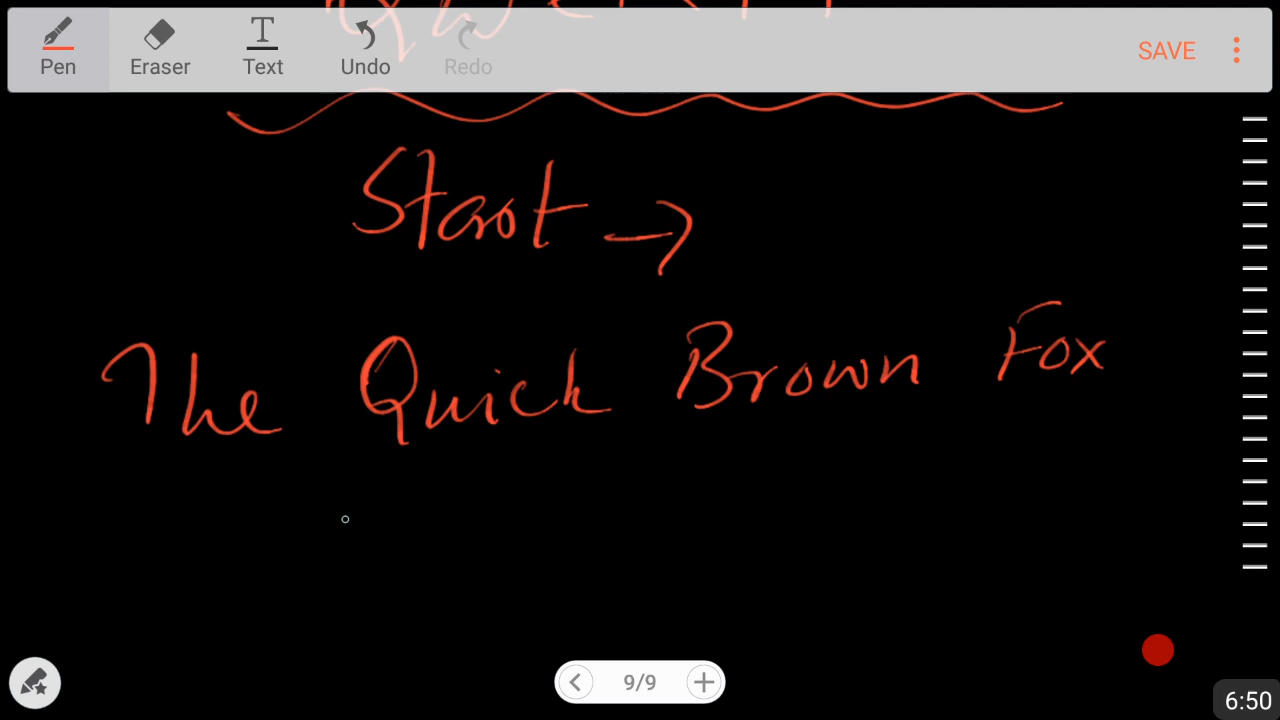 Pen Eraser Text Undo Redo SAVE
Start →
The Quick Brown Fox
9/9
6:50